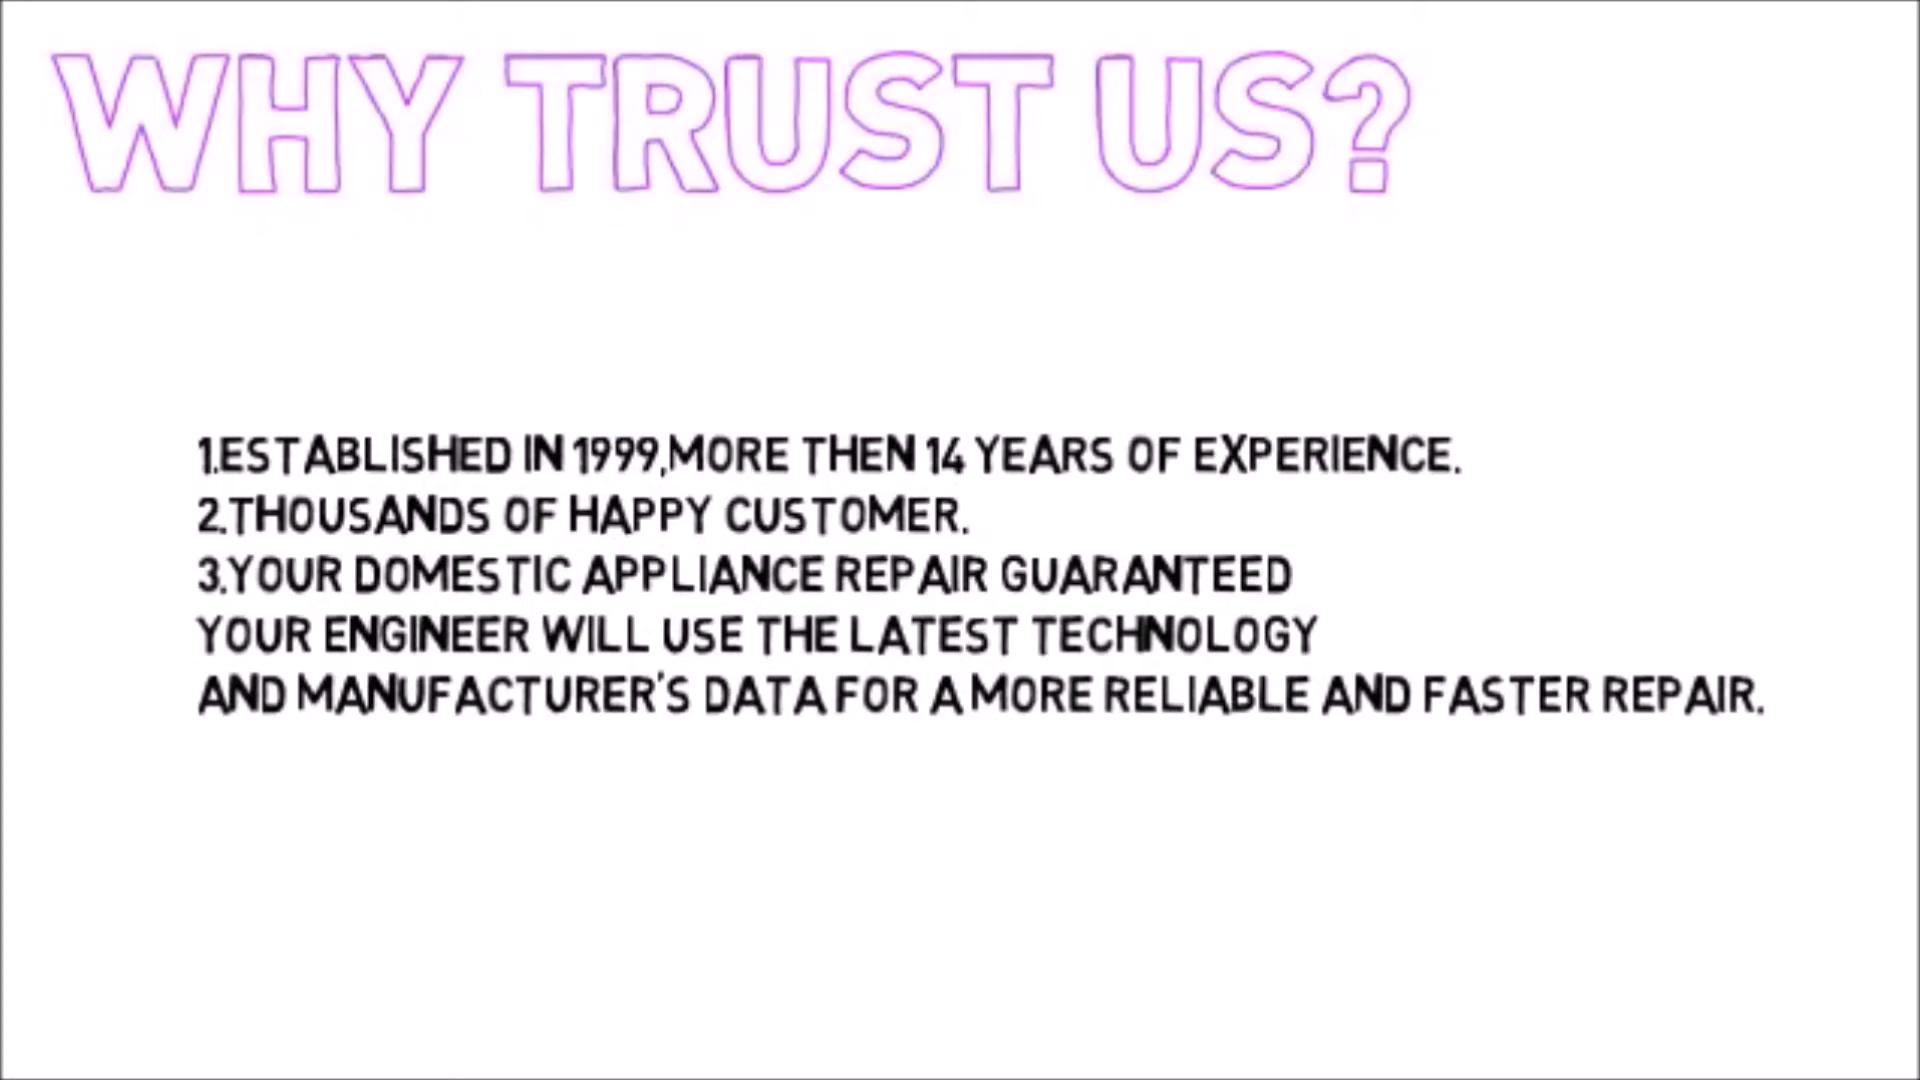 WHY TRUST US?
1.ESTABLISHED IN 1999,MORE THEN 14 YEARS OF EXPERIENCE.
2.THOUSANDS OF HAPPY CUSTOMER.
3.YOUR DOMESTIC APPLIANCE REPAIR GUARANTEED
YOUR ENGINEER WILL USE THE LATEST TECHNOLOGY
AND MANUFACTURER'S DATA FOR A MORE RELIABLE AND FASTER REPAIR.